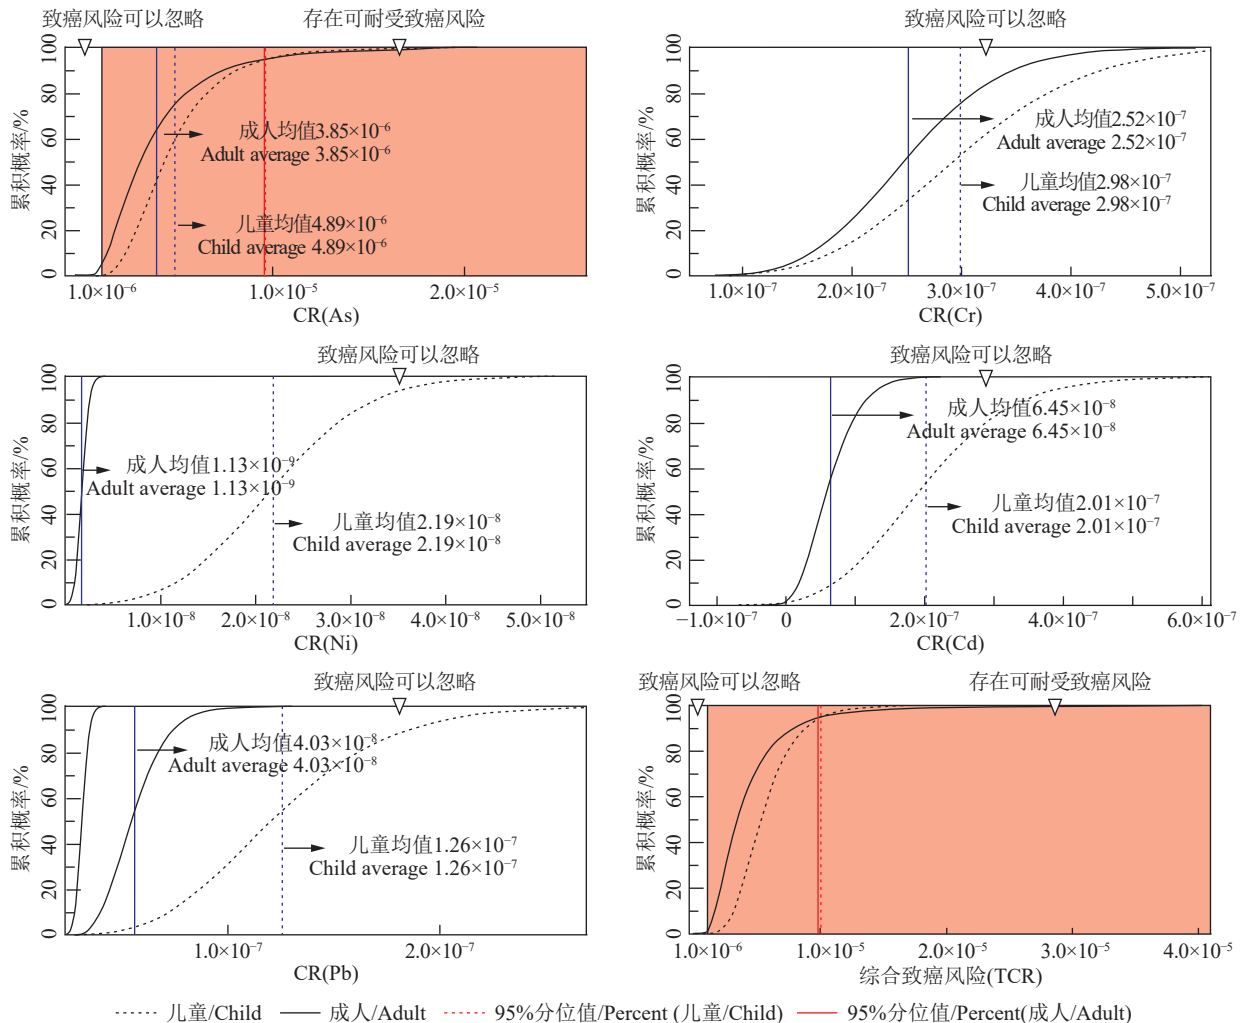 致癌风险可以忽略
存在可耐受致癌风险
累积概率/%
100
80
60
40
20
0
成人均值3.85×10⁻⁶
Adult average 3.85×10⁻⁶
儿童均值4.89×10⁻⁶
Child average 4.89×10⁻⁶
1.0×10⁻⁶
1.0×10⁻⁵
2.0×10⁻⁵
CR(As)
致癌风险可以忽略
累积概率/%
100
80
60
40
20
0
成人均值2.52×10⁻⁷
Adult average 2.52×10⁻⁷
儿童均值2.98×10⁻⁷
Child average 2.98×10⁻⁷
1.0×10⁻⁷
2.0×10⁻⁷
3.0×10⁻⁷
4.0×10⁻⁷
5.0×10⁻⁷
CR(Cr)
致癌风险可以忽略
累积概率/%
100
80
60
40
20
0
成人均值1.13×10⁻⁹
Adult average 1.13×10⁻⁹
儿童均值2.19×10⁻⁸
Child average 2.19×10⁻⁸
1.0×10⁻⁸
2.0×10⁻⁸
3.0×10⁻⁸
4.0×10⁻⁸
5.0×10⁻⁸
CR(Ni)
致癌风险可以忽略
累积概率/%
100
80
60
40
20
0
成人均值6.45×10⁻⁸
Adult average 6.45×10⁻⁸
儿童均值2.01×10⁻⁷
Child average 2.01×10⁻⁷
−1.0×10⁻⁷
0
2.0×10⁻⁷
4.0×10⁻⁷
6.0×10⁻⁷
CR(Cd)
致癌风险可以忽略
累积概率/%
100
80
60
40
20
0
成人均值4.03×10⁻⁸
Adult average 4.03×10⁻⁸
儿童均值1.26×10⁻⁷
Child average 1.26×10⁻⁷
1.0×10⁻⁷
2.0×10⁻⁷
CR(Pb)
致癌风险可以忽略
存在可耐受致癌风险
累积概率/%
100
80
60
40
20
0
1.0×10⁻⁶
1.0×10⁻⁵
2.0×10⁻⁵
3.0×10⁻⁵
4.0×10⁻⁵
综合致癌风险(TCR)
儿童/Child
成人/Adult
95%分位值/Percent (儿童/Child)
95%分位值/Percent(成人/Adult)